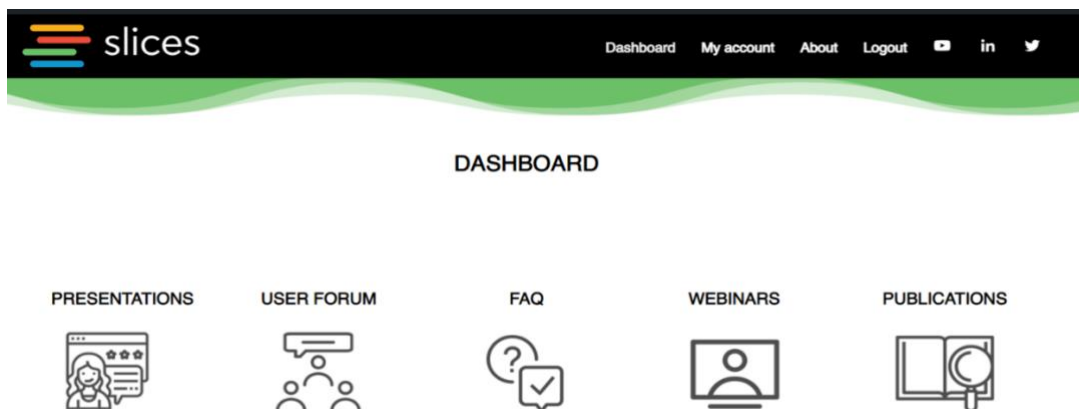 slices
Dashboard My account About Logout in
DASHBOARD
PRESENTATIONS USER FORUM FAQ WEBINARS PUBLICATIONS
?